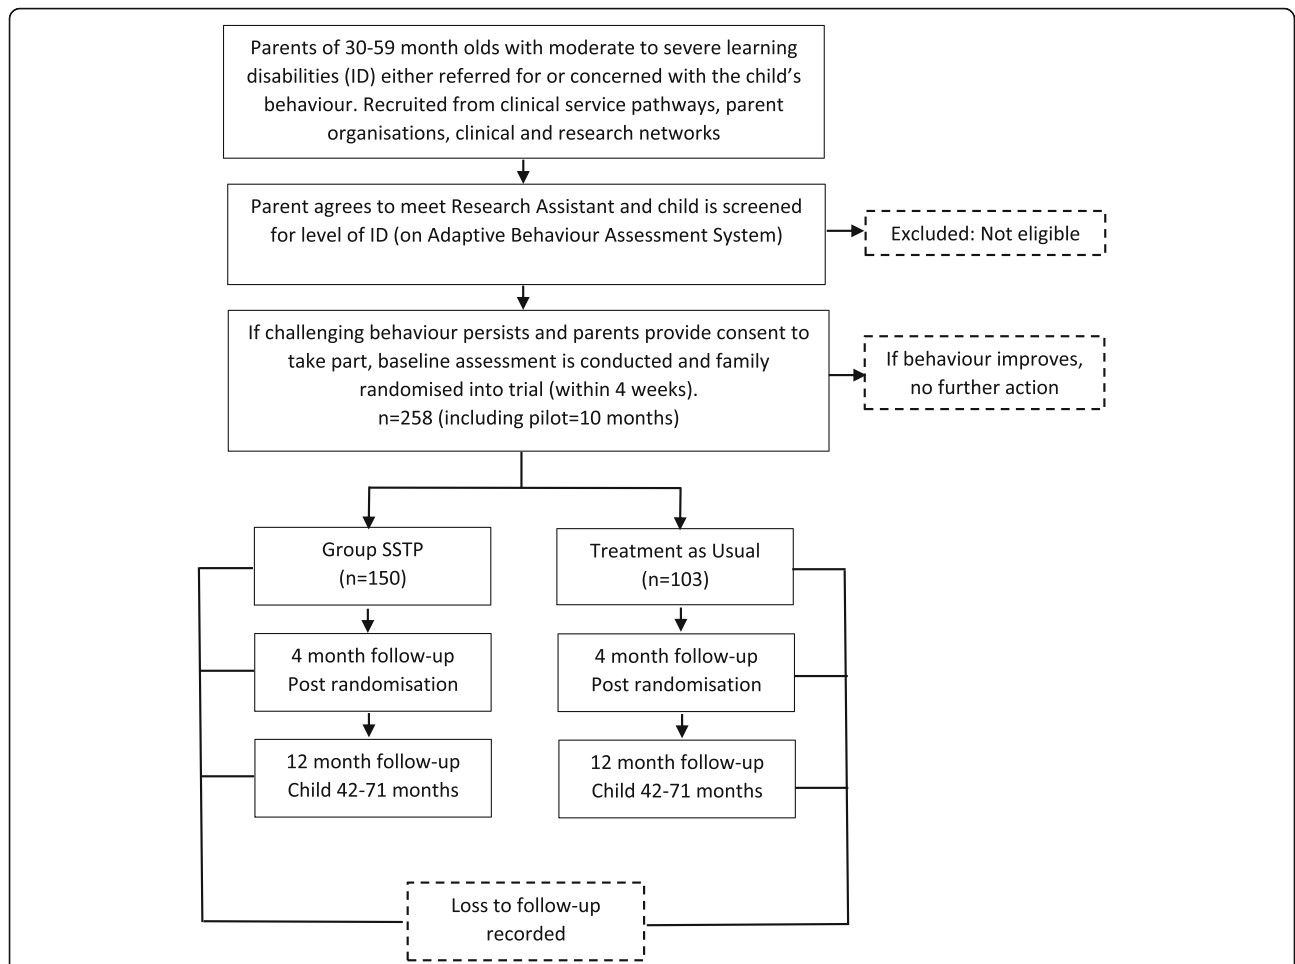 Parents of 30-59 month olds with moderate to severe learning
disabilities (ID) either referred for or concerned with the child's
behaviour. Recruited from clinical service pathways, parent
organisations, clinical and research networks
Parent agrees to meet Research Assistant and child is screened
for level of ID (on Adaptive Behaviour Assessment System)
Excluded: Not eligible
If challenging behaviour persists and parents provide consent to
take part, baseline assessment is conducted and family
randomised into trial (within 4 weeks).
n=258 (including pilot=10 months)
If behaviour improves,
no further action
Group SSTP
(n=150)
Treatment as Usual
(n=103)
4 month follow-up
Post randomisation
4 month follow-up
Post randomisation
12 month follow-up
Child 42-71 months
12 month follow-up
Child 42-71 months
Loss to follow-up
recorded